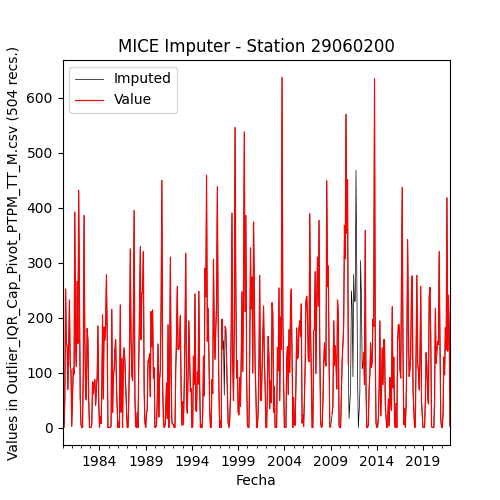 MICE Imputer - Station 29060200
Imputed
Value
Values in Outlier_IQR_Cap_Pivot_PTPM_TT_M.csv (504 recs.)
600
500
400
300
200
100
0
1984 1989 1994 1999 2004 2009 2014 2019
Fecha